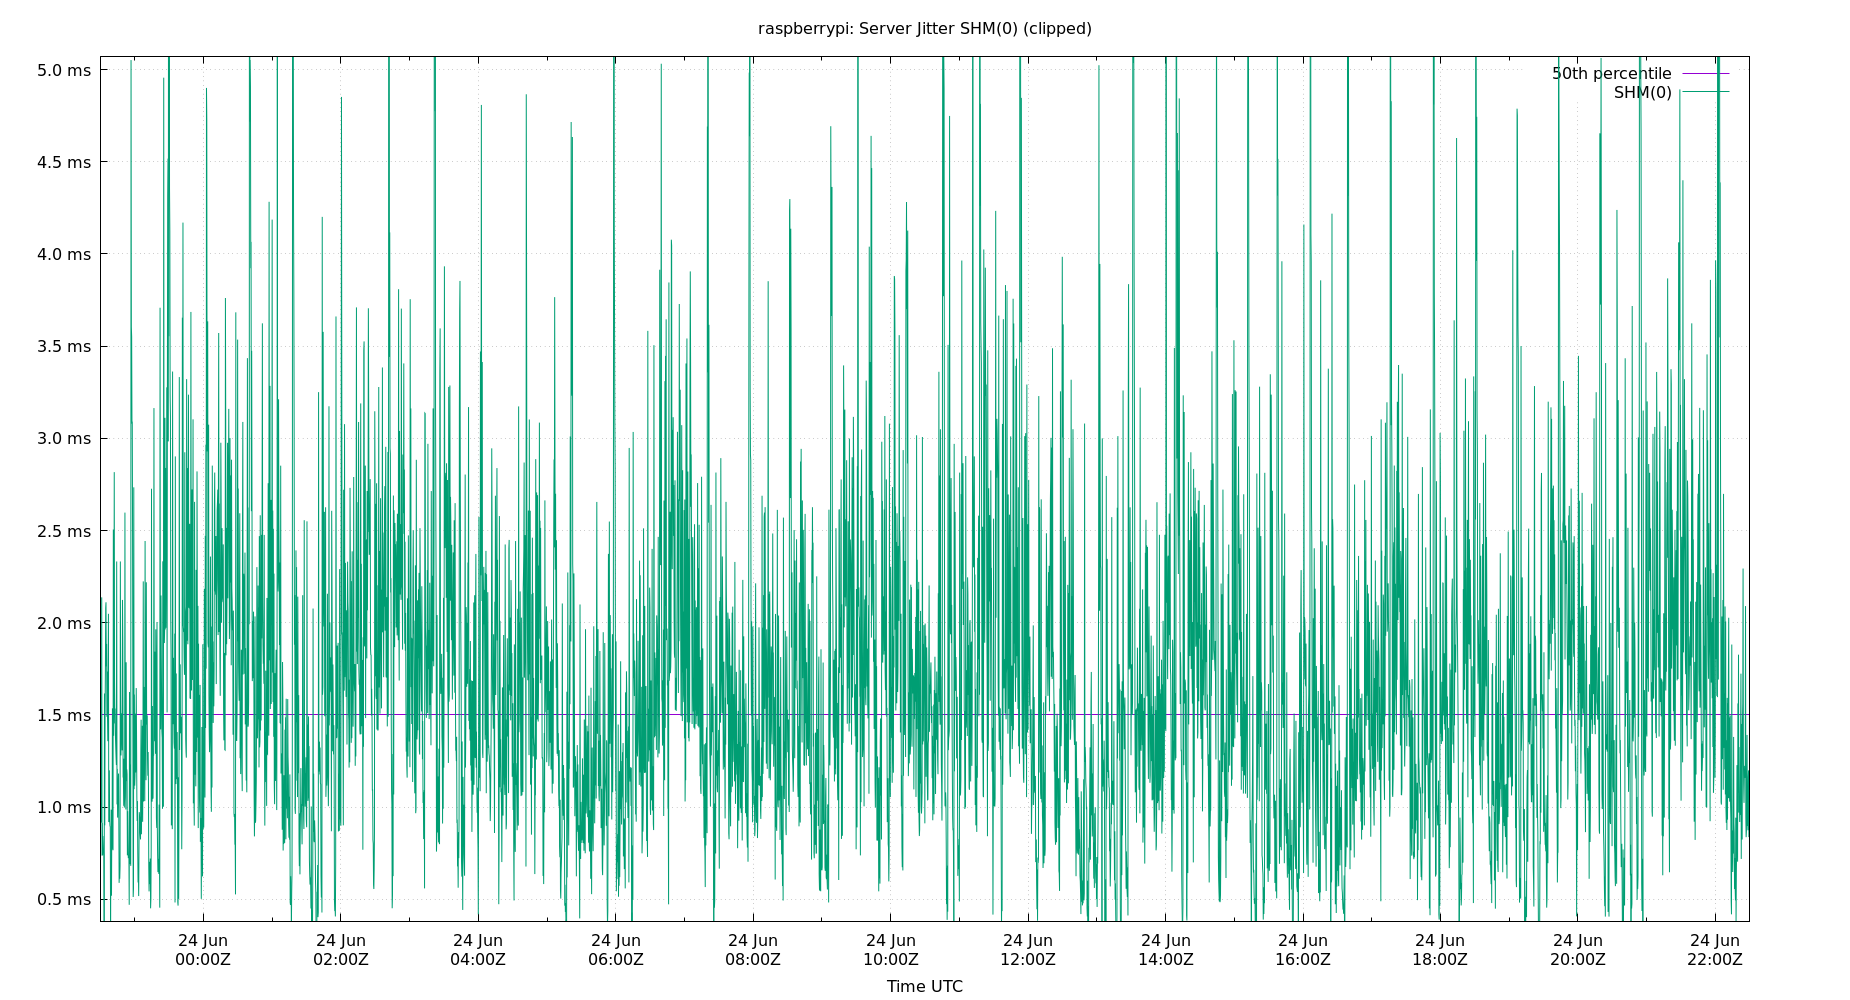 raspberrypi: Server Jitter SHM(0) (clipped)
5.0 ms
4.5 ms
4.0 ms
3.5 ms
3.0 ms
2.5 ms
2.0 ms
1.5 ms
1.0 ms
0.5 ms
50th percentile
SHM(0)
24 Jun
00:00Z
24 Jun
02:00Z
24 Jun
04:00Z
24 Jun
06:00Z
24 Jun
08:00Z
24 Jun
10:00Z
24 Jun
12:00Z
24 Jun
14:00Z
24 Jun
16:00Z
24 Jun
18:00Z
24 Jun
20:00Z
24 Jun
22:00Z
Time UTC